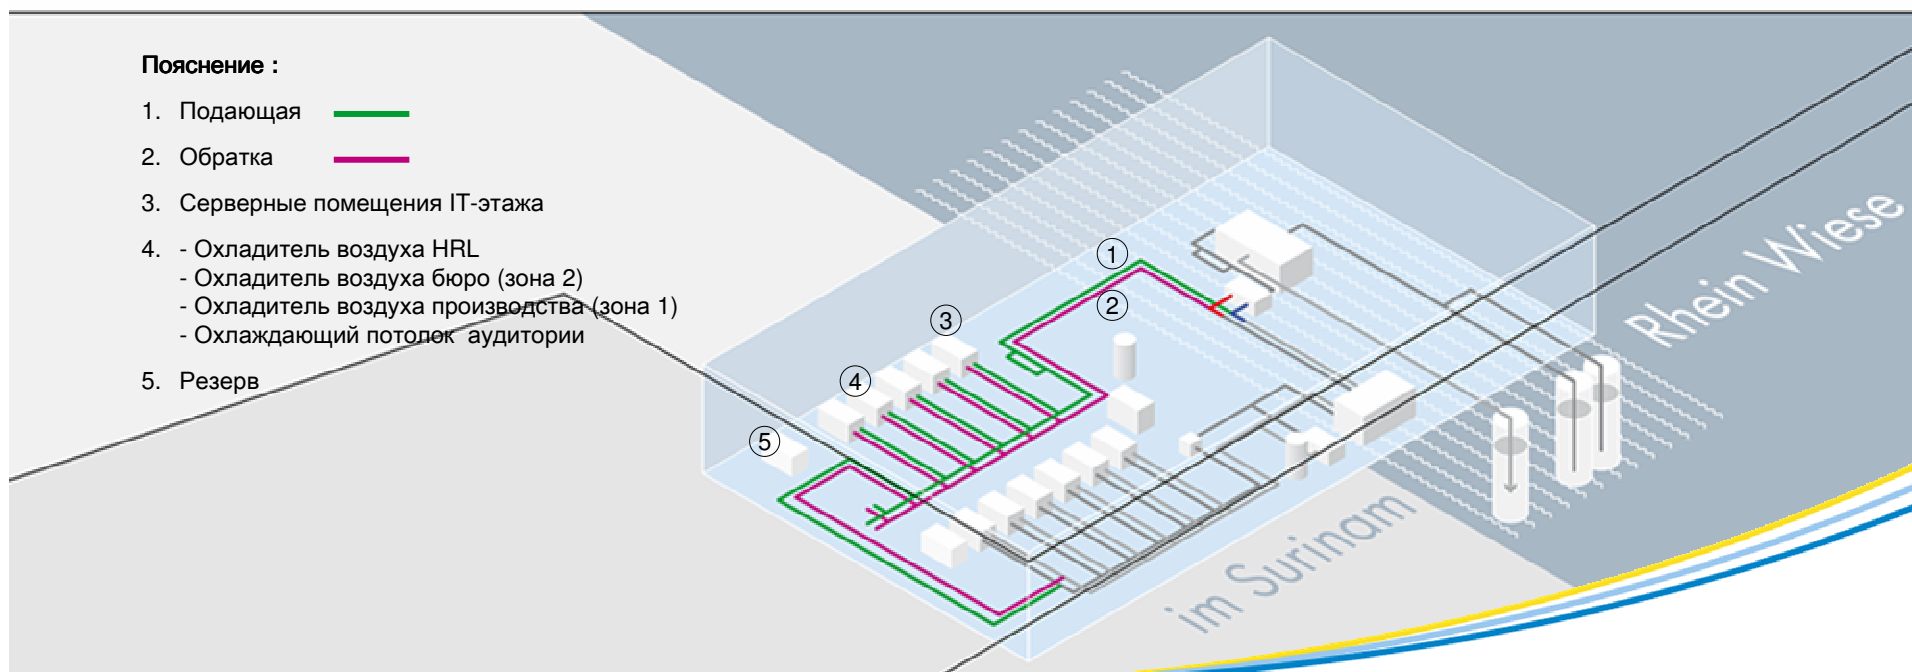 Пояснение :
1. Подающая
2. Обратка
3. Серверные помещения IT-этажа
4. - Охладитель воздуха HRL
- Охладитель воздуха бюро (зона 2)
- Охладитель воздуха производства (зона 1)
- Охлаждающий потолок аудитории
5. Резерв
1
2
3
4
5
Rhein Wiese
im Surinam